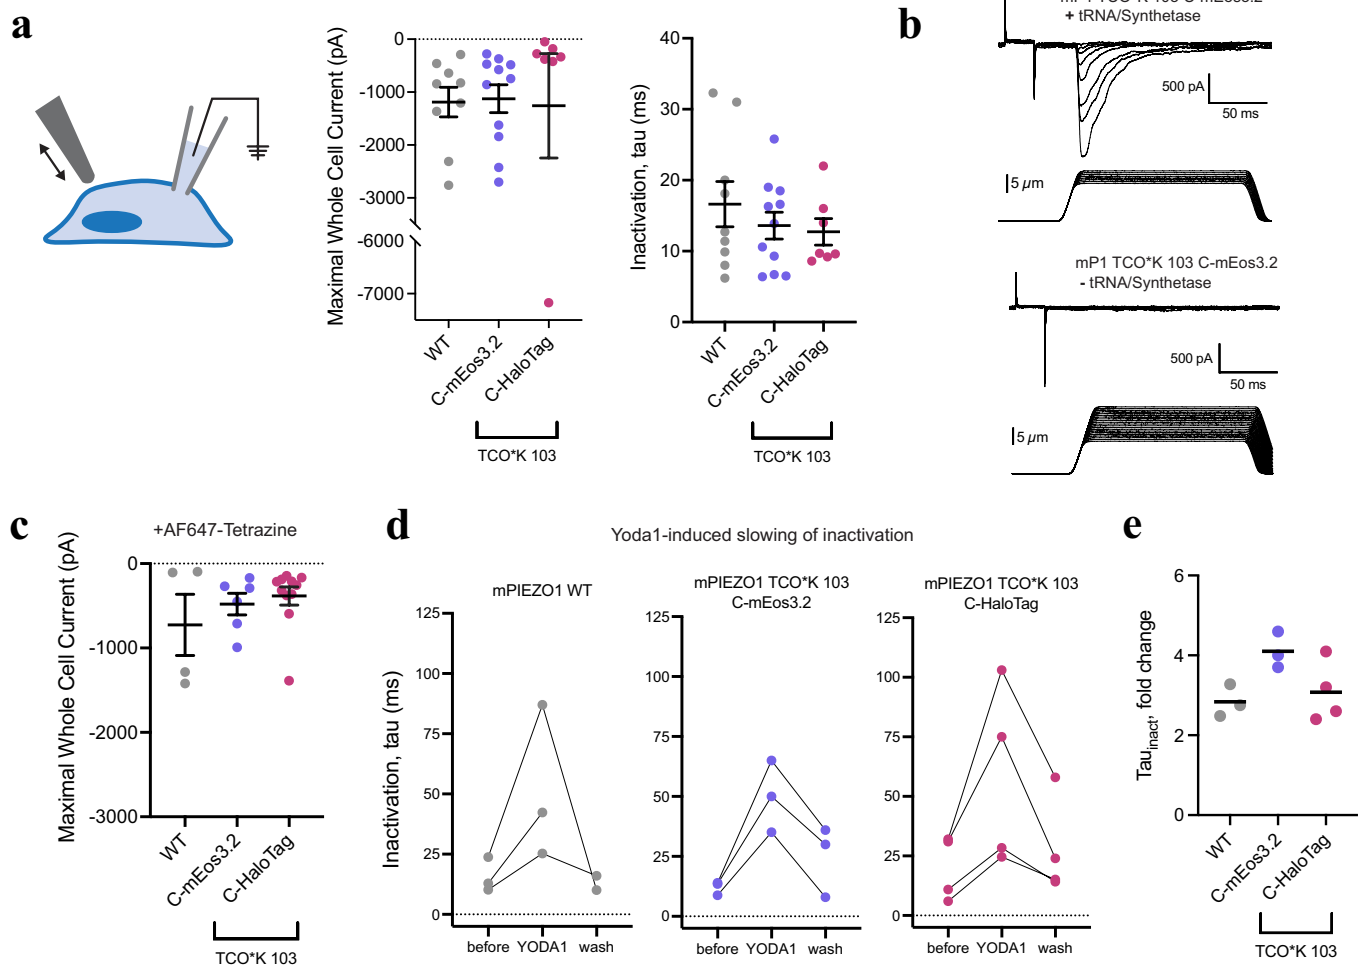 a
Maximal Whole Cell Current (pA)
0
-1000
-2000
-3000
-6000
-7000
WT
C-mEos3.2
C-HaloTag
TCO*K 103
Inactivation, tau (ms)
40
30
20
10
0
WT
C-mEos3.2
C-HaloTag
TCO*K 103
b
mP1 TCO*K 103 C-mEos3.2
+ tRNA/Synthetase
500 pA
50 ms
5 µm
mP1 TCO*K 103 C-mEos3.2
- tRNA/Synthetase
500 pA
50 ms
5 µm
c
+AF647-Tetrazine
Maximal Whole Cell Current (pA)
0
-1000
-2000
-3000
WT
C-mEos3.2
C-HaloTag
TCO*K 103
d
Yoda1-induced slowing of inactivation
Inactivation, tau (ms)
mPIEZO1 WT
125
100
75
50
25
0
before YODA1 wash
mPIEZO1 TCO*K 103
C-mEos3.2
125
100
75
50
25
0
before YODA1 wash
mPIEZO1 TCO*K 103
C-HaloTag
125
100
75
50
25
0
before YODA1 wash
e
Tauinact, fold change
6
4
2
0
WT
C-mEos3.2
C-HaloTag
TCO*K 103